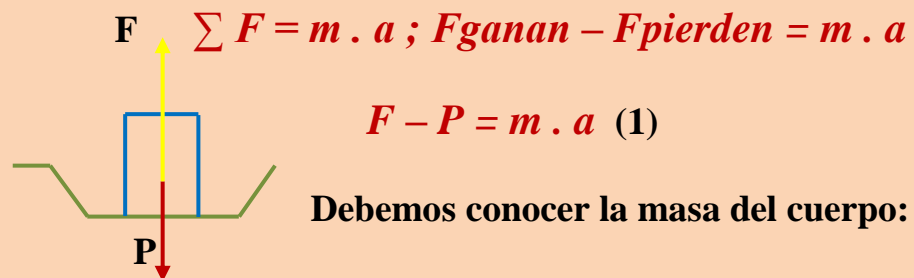 F ∑ F = m . a ; Fganan – Fpierden = m . a
F – P = m . a (1)
Debemos conocer la masa del cuerpo:
P